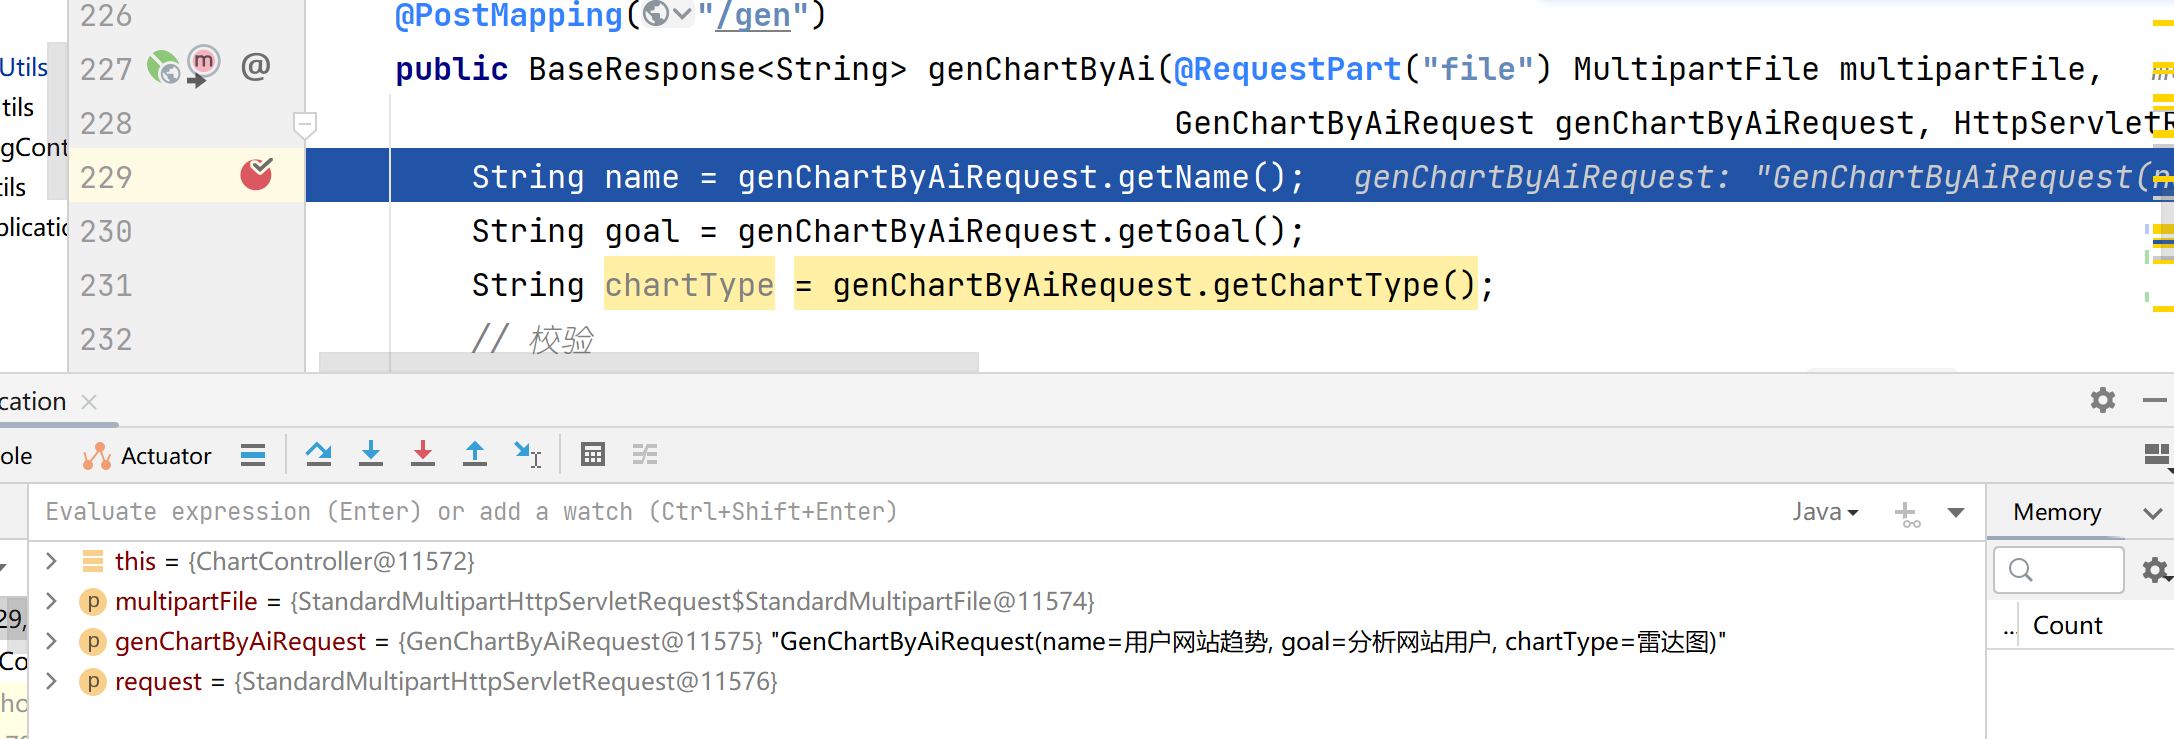 226 @PostMapping("/gen")
Utils 227 @ public BaseResponse<String> genChartByAi(@RequestPart("file") MultipartFile multipartFile,
tils
228 GenChartByAiRequest genChartByAiRequest, HttpServletR
gCont
229 String name = genChartByAiRequest.getName(); genChartByAiRequest: "GenChartByAiRequest(n
tils
230 String goal = genChartByAiRequest.getGoal();
plicatio
231 String chartType = genChartByAiRequest.getChartType();
232 // 校验
cation
ole Actuator
Evaluate expression (Enter) or add a watch (Ctrl+Shift+Enter) Java Memory
this = {ChartController@11572}
multipartFile = {StandardMultipartHttpServletRequest$StandardMultipartFile@11574}
29, ... Count
p genChartByAiRequest = {GenChartByAiRequest@11575} "GenChartByAiRequest(name=用户网站趋势, goal=分析网站用户, chartType=雷达图)"
Co
p request = {StandardMultipartHttpServletRequest@11576}
ho